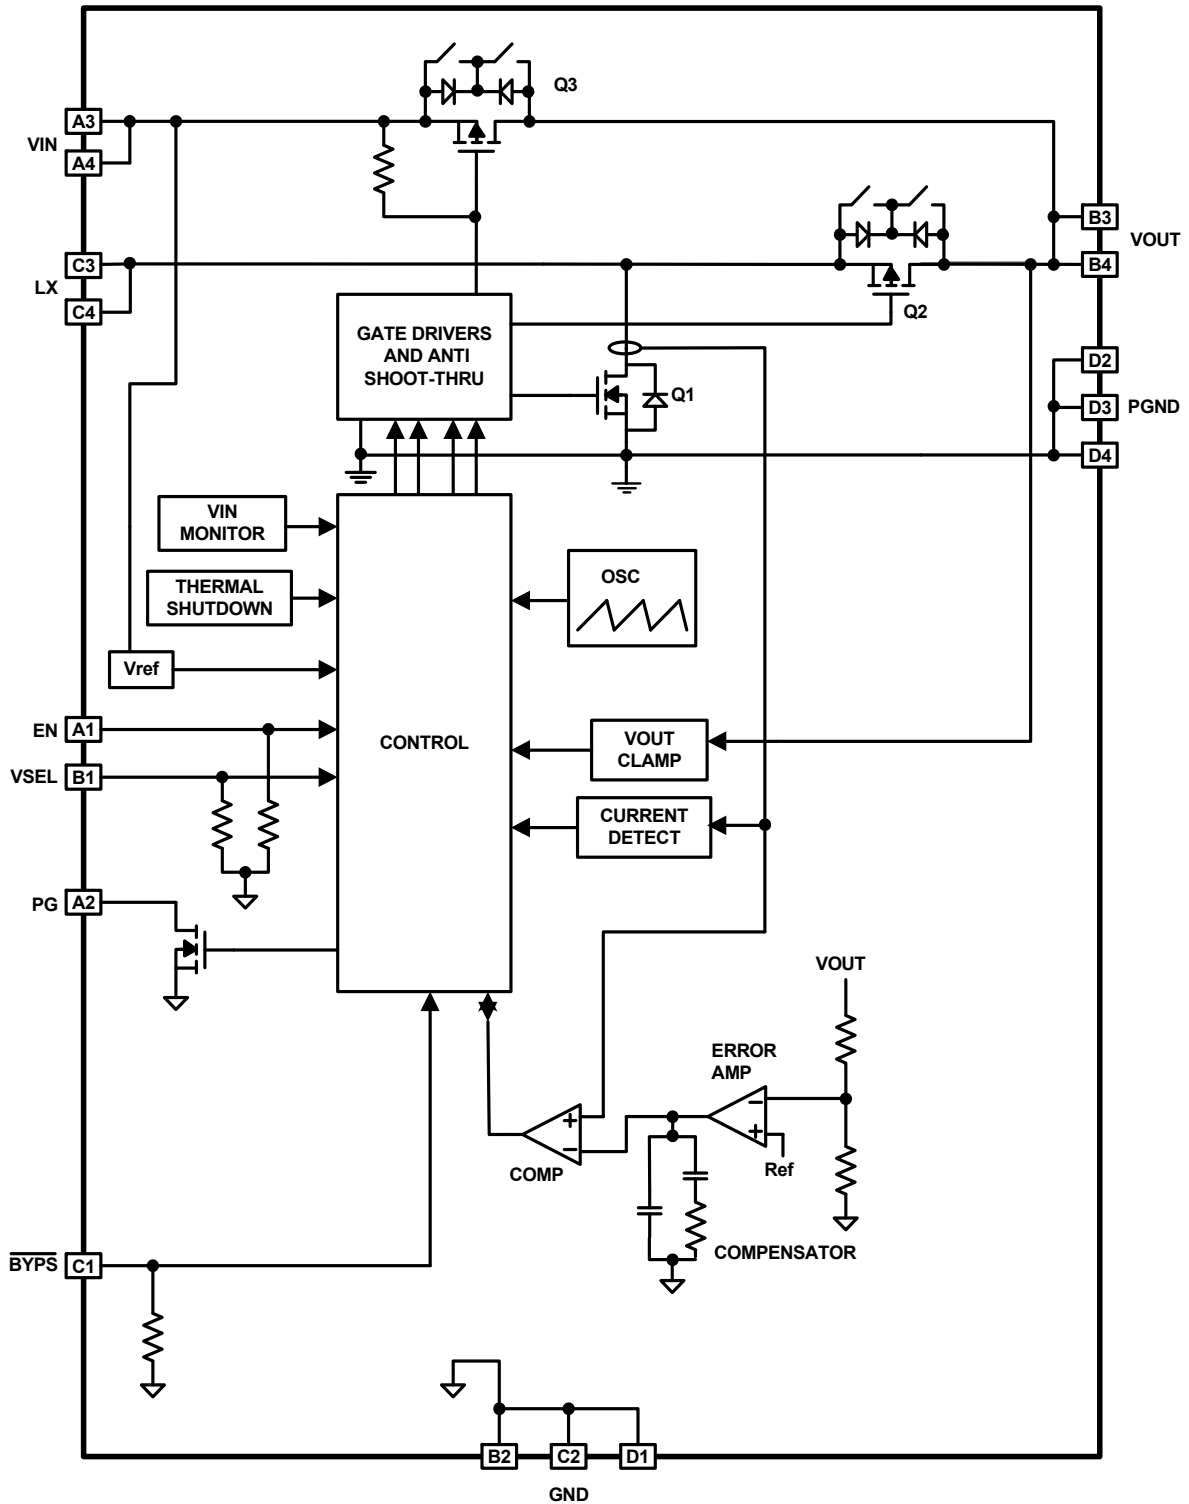 Q3
A3
VIN
A4
B3
VOUT
C3
B4
LX
C4
Q2
GATE DRIVERS
AND ANTI
SHOOT-THRU
D2
Q1
D3
PGND
D4
VIN
MONITOR
OSC
THERMAL
SHUTDOWN
Vref
EN
A1
CONTROL
VOUT
CLAMP
VSEL
B1
CURRENT
DETECT
PG
A2
VOUT
ERROR
AMP
−
+
+
−
COMP
Ref
COMPENSATOR
BYPS
C1
B2
C2
D1
GND